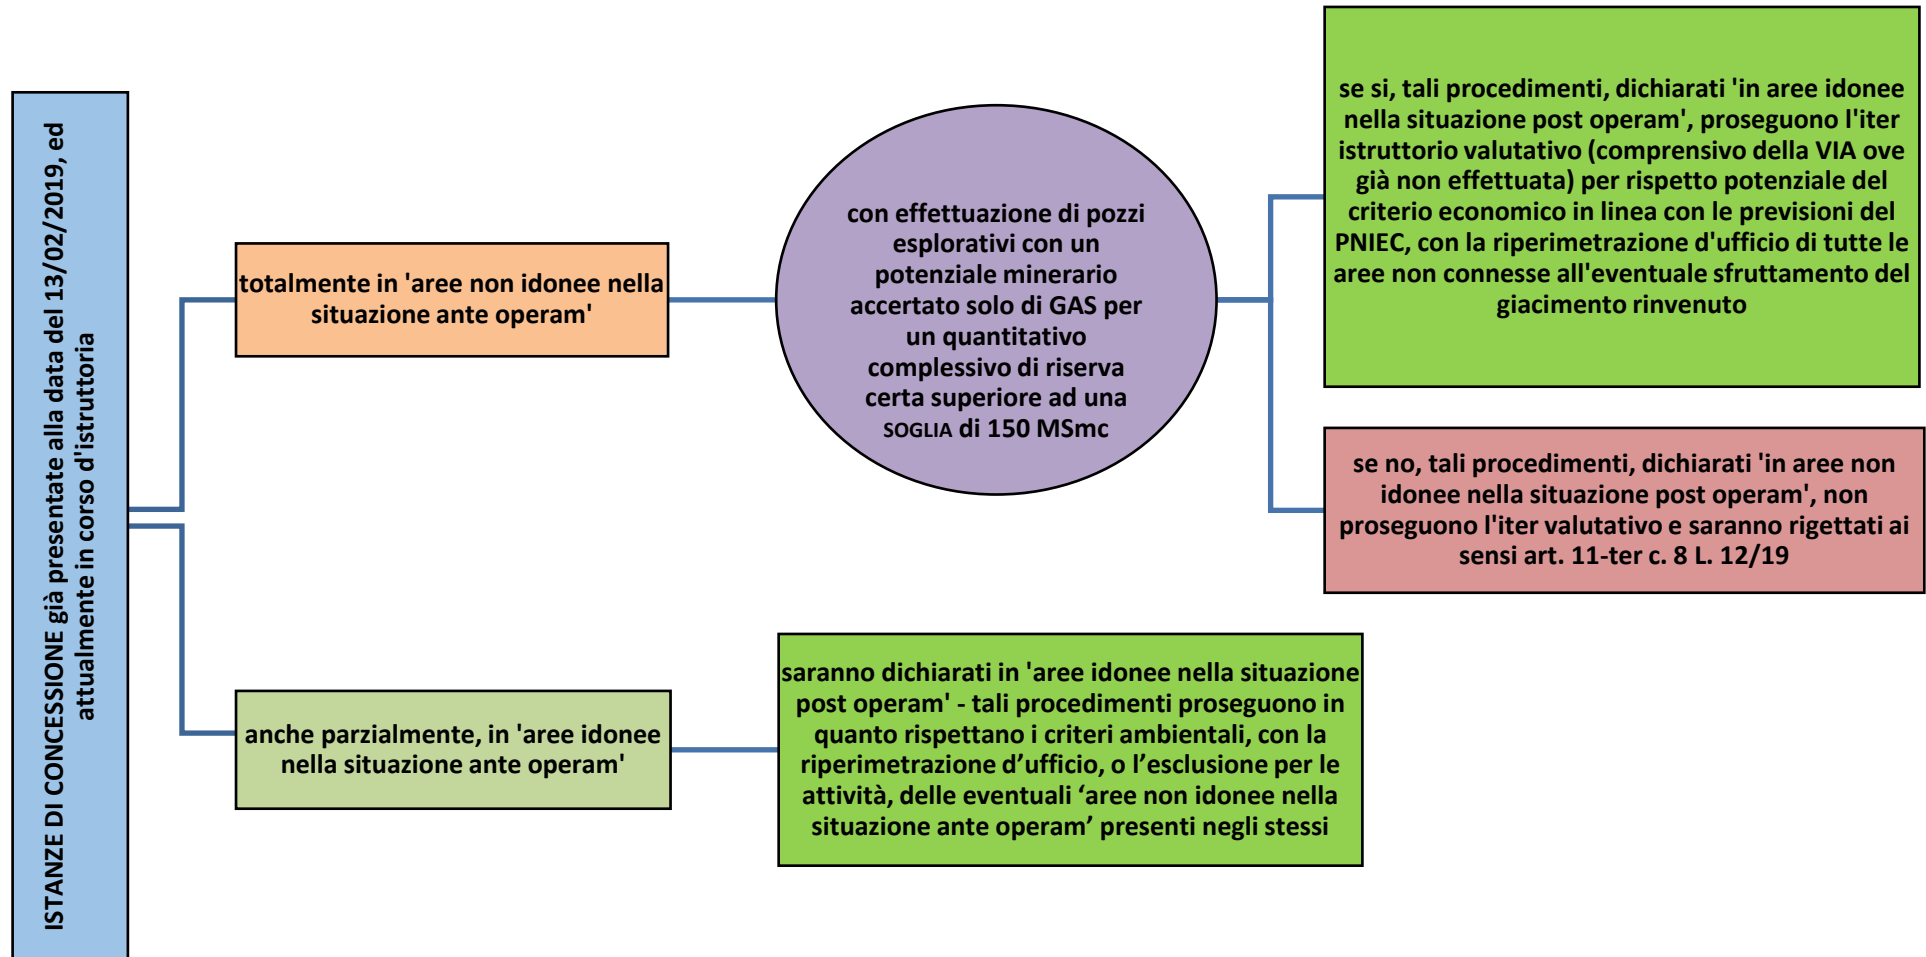 ISTANZE DI CONCESSIONE già presentate alla data del 13/02/2019, ed
attualmente in corso d'istruttoria
totalmente in 'aree non idonee nella
situazione ante operam'
con effettuazione di pozzi
esplorativi con un
potenziale minerario
accertato solo di GAS per
un quantitativo
complessivo di riserva
certa superiore ad una
SOGLIA di 150 MSmc
se si, tali procedimenti, dichiarati 'in aree idonee
nella situazione post operam', proseguono l'iter
istruttorio valutativo (comprensivo della VIA ove
già non effettuata) per rispetto potenziale del
criterio economico in linea con le previsioni del
PNIEC, con la riperimetrazione d'ufficio di tutte le
aree non connesse all'eventuale sfruttamento del
giacimento rinvenuto
se no, tali procedimenti, dichiarati 'in aree non
idonee nella situazione post operam', non
proseguono l'iter valutativo e saranno rigettati ai
sensi art. 11-ter c. 8 L. 12/19
anche parzialmente, in 'aree idonee
nella situazione ante operam'
saranno dichiarati in 'aree idonee nella situazione
post operam' - tali procedimenti proseguono in
quanto rispettano i criteri ambientali, con la
riperimetrazione d’ufficio, o l’esclusione per le
attività, delle eventuali ‘aree non idonee nella
situazione ante operam’ presenti negli stessi